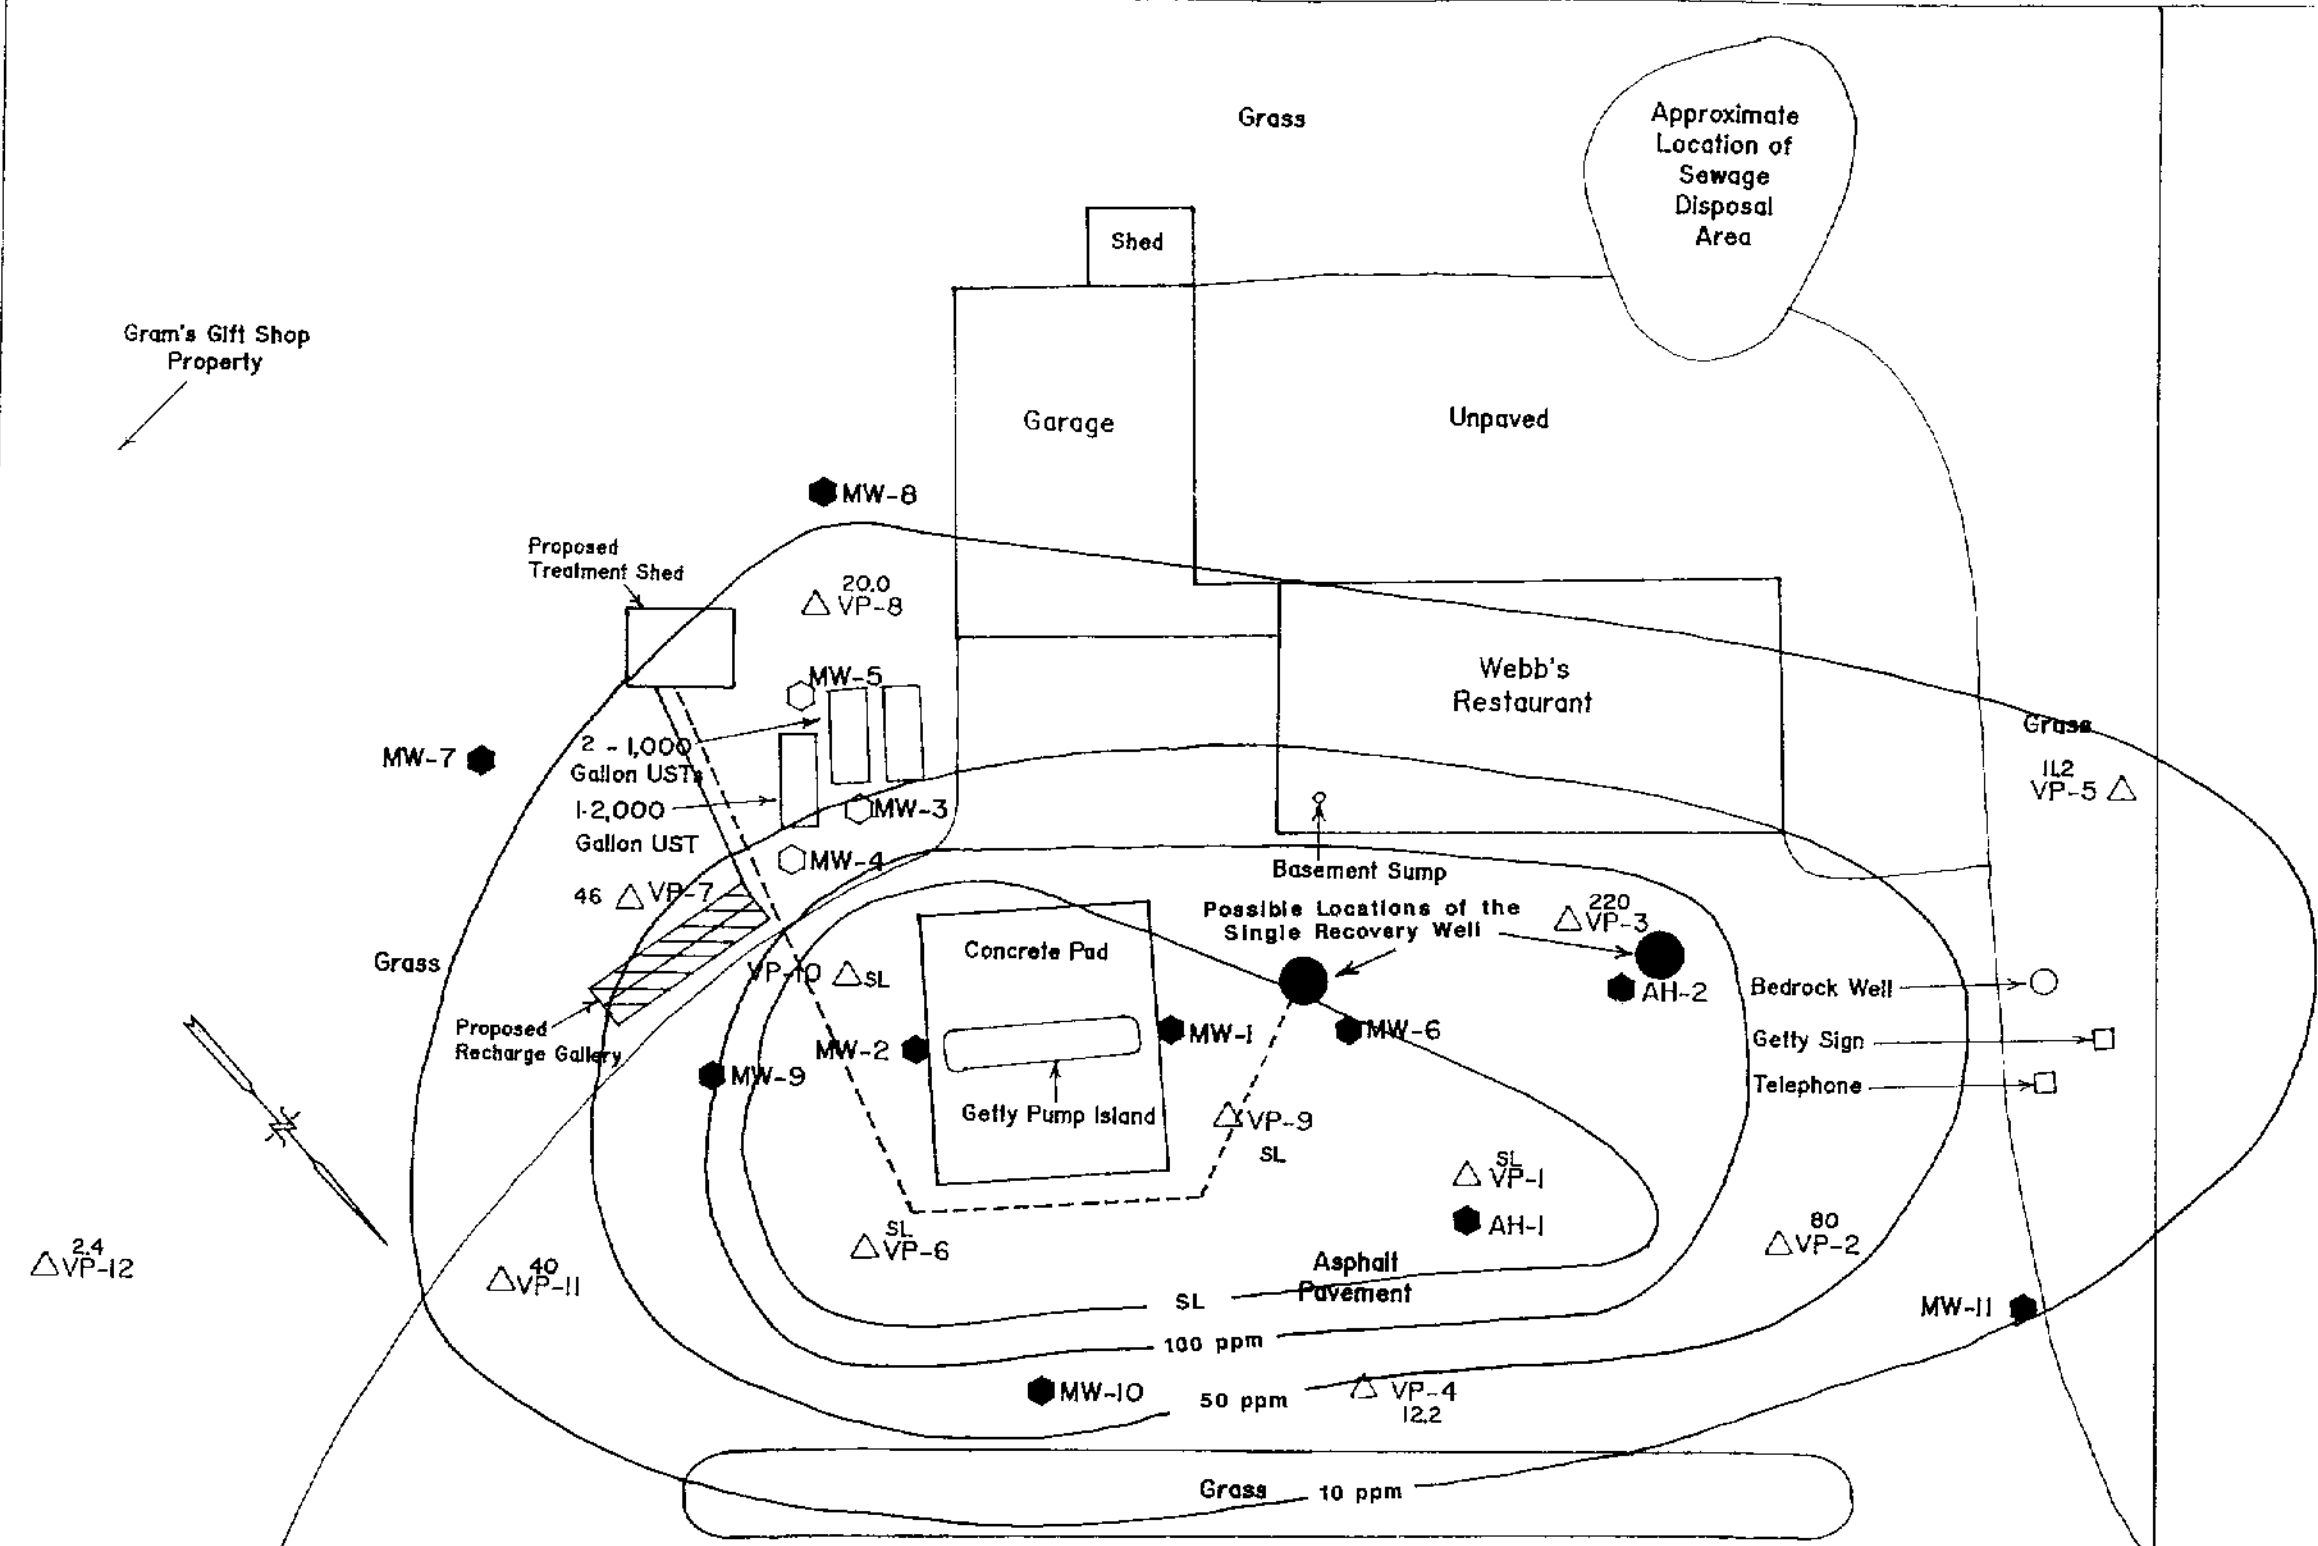 Grass
Approximate
Location of
Sewage
Disposal
Area
Shed
Gram's Gift Shop
Property
Garage
Unpaved
MW-8
Proposed
Treatment Shed
20.0
VP-8
MW-5
Webb's
Restaurant
Grass
MW-7
2 - 1,000
Gallon USTs
11.2
VP-5
1-2,000
Gallon UST
MW-3
MW-4
Basement Sump
46 VP-7
Possible Locations of the
Single Recovery Well
220
VP-3
Grass
Concrete Pad
VP-10 SL
AH-2
Bedrock Well
Proposed
Recharge Gallery
MW-2
MW-1
MW-6
Getty Sign
MW-9
Telephone
Getty Pump Island
VP-9
SL
SL
VP-1
AH-1
SL
VP-6
80
VP-2
2.4
VP-12
40
VP-11
Asphalt
Pavement
SL
MW-11
100 ppm
MW-10
50 ppm
VP-4
12.2
Grass
10 ppm